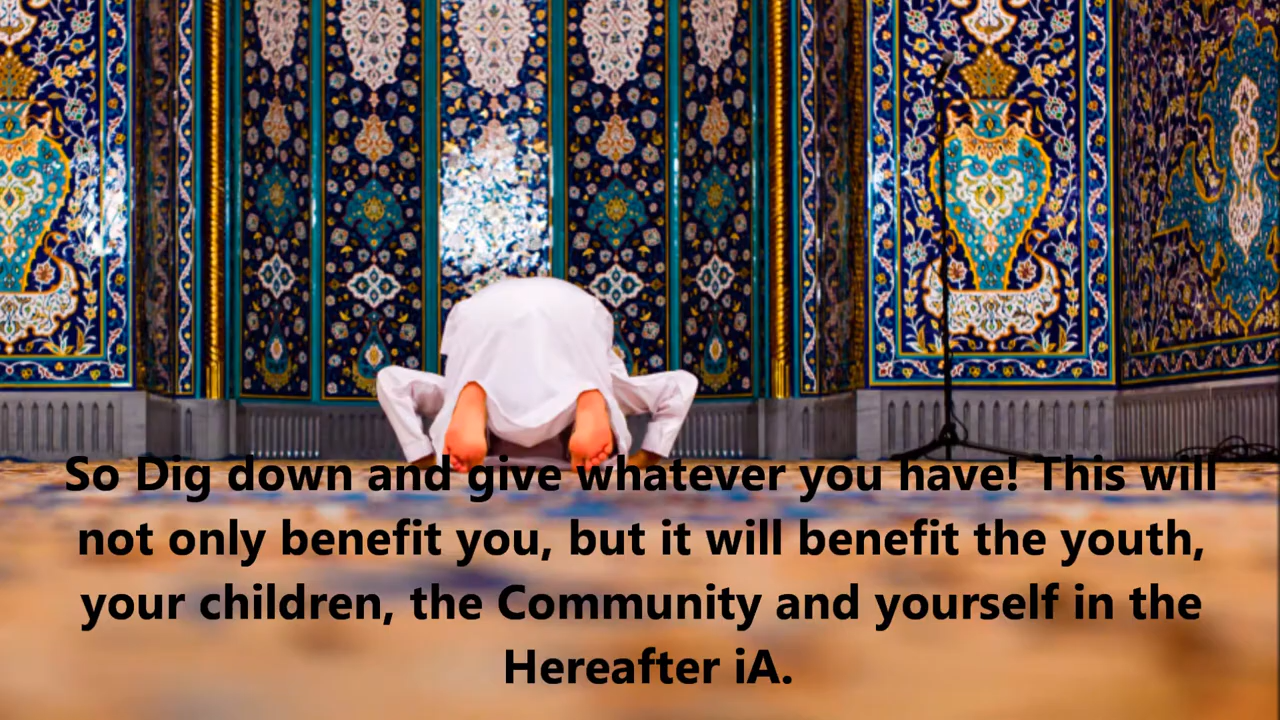 So Dig down and give whatever you have! This will
not only benefit you, but it will benefit the youth,
your children, the Community and yourself in the
Hereafter iA.